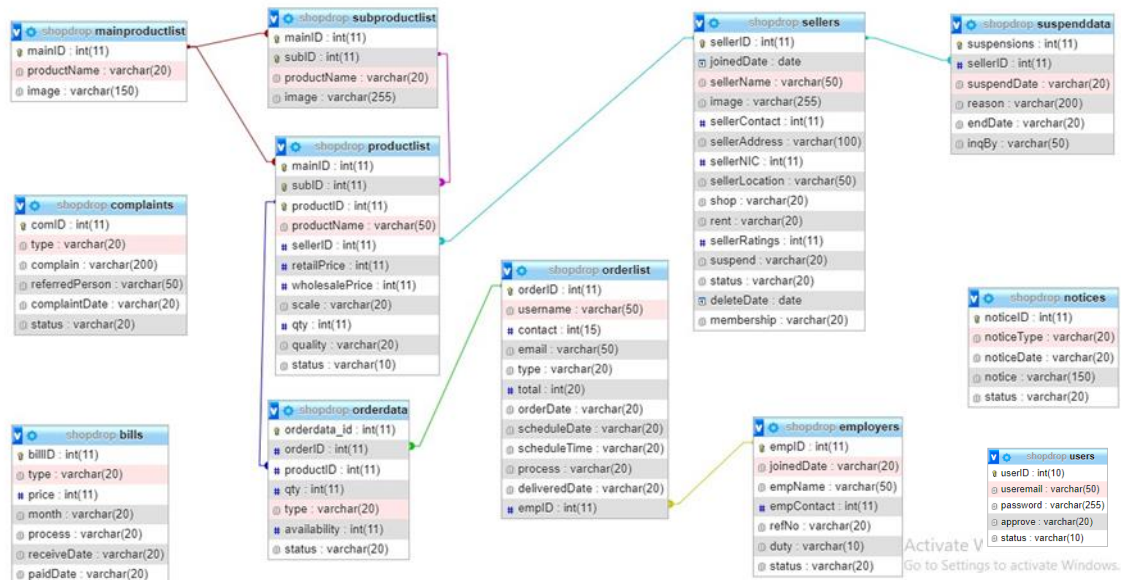 shopdrop mainproductlist
mainID : int(11)
productName : varchar(20)
image : varchar(150)
shopdrop subproductlist
mainID : int(11)
subID : int(11)
productName : varchar(20)
image : varchar(255)
shopdrop sellers
sellerID : int(11)
joinedDate : date
sellerName : varchar(50)
image : varchar(255)
sellerContact : int(11)
sellerAddress : varchar(100)
sellerNIC : int(11)
sellerLocation : varchar(50)
shop : varchar(20)
rent : varchar(20)
sellerRatings : int(11)
suspend : varchar(20)
status : varchar(20)
deleteDate : date
membership : varchar(20)
shopdrop suspenddata
suspensions : int(11)
sellerID : int(11)
suspendDate : varchar(20)
reason : varchar(200)
endDate : varchar(20)
inqBy : varchar(50)
shopdrop productlist
mainID : int(11)
subID : int(11)
productID : int(11)
productName : varchar(50)
sellerID : int(11)
retailPrice : int(11)
wholesalePrice : int(11)
scale : varchar(20)
qty : int(11)
quality : varchar(20)
status : varchar(10)
shopdrop complaints
comID : int(11)
type : varchar(20)
complain : varchar(200)
referredPerson : varchar(50)
complaintDate : varchar(20)
status : varchar(20)
shopdrop orderlist
orderID : int(11)
username : varchar(50)
contact : int(15)
email : varchar(50)
type : varchar(20)
total : int(20)
orderDate : varchar(20)
scheduleDate : varchar(20)
scheduleTime : varchar(20)
process : varchar(20)
deliveredDate : varchar(20)
empID : int(11)
shopdrop notices
noticeID : int(11)
noticeType : varchar(20)
noticeDate : varchar(20)
notice : varchar(150)
status : varchar(20)
shopdrop orderdata
orderdata_id : int(11)
orderID : int(11)
productID : int(11)
qty : int(11)
type : varchar(20)
availability : int(11)
status : varchar(20)
shopdrop bills
billID : int(11)
type : varchar(20)
price : int(11)
month : varchar(20)
process : varchar(20)
receiveDate : varchar(20)
paidDate : varchar(20)
shopdrop employers
empID : int(11)
joinedDate : varchar(20)
empName : varchar(50)
empContact : int(11)
refNo : varchar(20)
duty : varchar(10)
status : varchar(20)
shopdrop users
userID : int(10)
useremail : varchar(50)
password : varchar(255)
approve : varchar(20)
status : varchar(10)
Activate
Go to Settings to activate Windows.